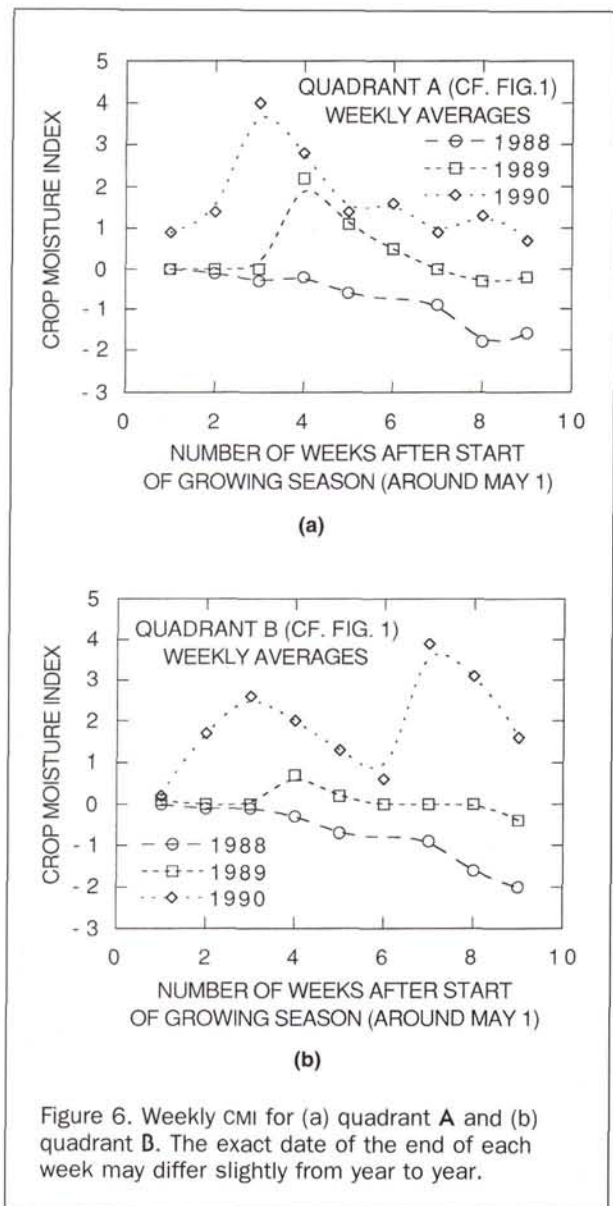 5
4
3
2
1
0
- 1
- 2
- 3
CROP MOISTURE INDEX
QUADRANT A (CF. FIG.1)
WEEKLY AVERAGES
1988
1989
1990
0 2 4 6 8 10
NUMBER OF WEEKS AFTER START
OF GROWING SEASON (AROUND MAY 1)
(a)
5
4
3
2
1
0
- 1
- 2
- 3
CROP MOISTURE INDEX
QUADRANT B (CF. FIG. 1)
WEEKLY AVERAGES
1988
1989
1990
0 2 4 6 8 10
NUMBER OF WEEKS AFTER START
OF GROWING SEASON (AROUND MAY 1)
(b)
Figure 6. Weekly CMI for (a) quadrant A and (b)
quadrant B. The exact date of the end of each
week may differ slightly from year to year.